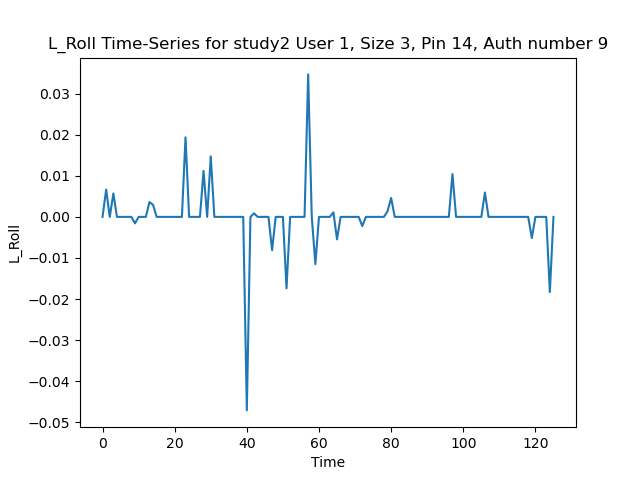 L_Roll Time-Series for study2 User 1, Size 3, Pin 14, Auth number 9
0.03
0.02
0.01
0.00
−0.01
−0.02
−0.03
−0.04
−0.05
L_Roll
0 20 40 60 80 100 120
Time